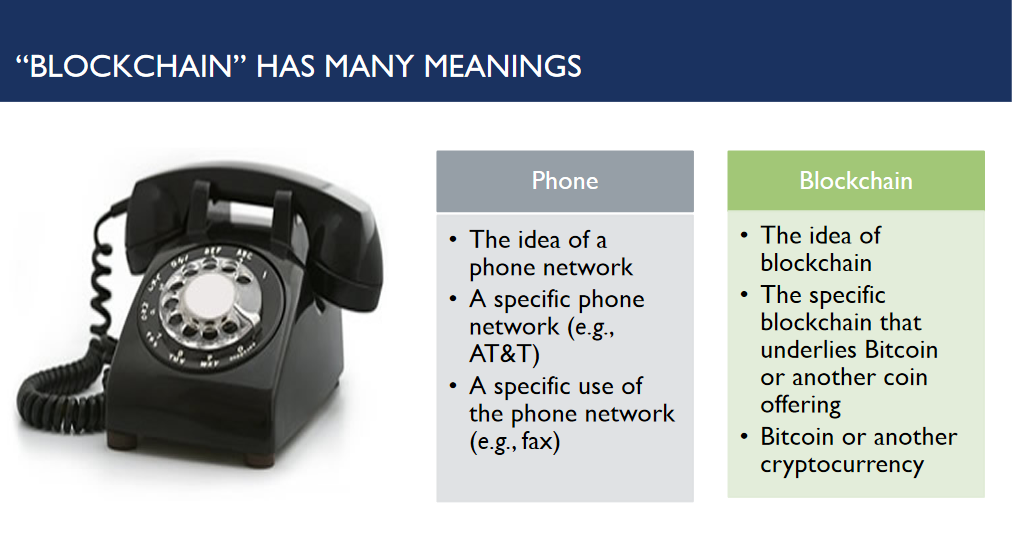 “BLOCKCHAIN” HAS MANY MEANINGS
Phone
• The idea of a
phone network
• A specific phone
network (e.g.,
AT&T)
• A specific use of
the phone network
(e.g., fax)
Blockchain
• The idea of
blockchain
• The specific
blockchain that
underlies Bitcoin
or another coin
offering
• Bitcoin or another
cryptocurrency